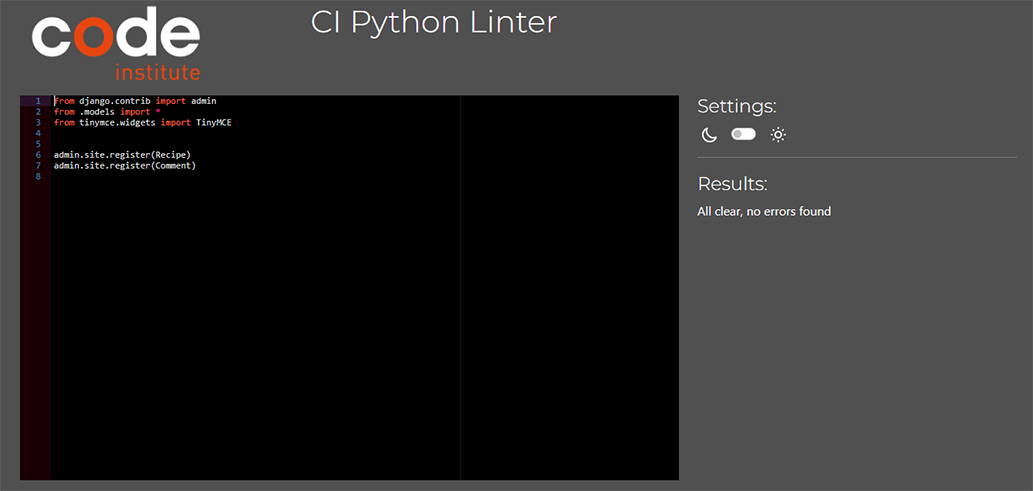 code
institute
CI Python Linter
1 from django.contrib import admin
2 from .models import *
3 from tinymce.widgets import TinyMCE
4
5
6 admin.site.register(Recipe)
7 admin.site.register(Comment)
8
Settings:
Results:
All clear, no errors found